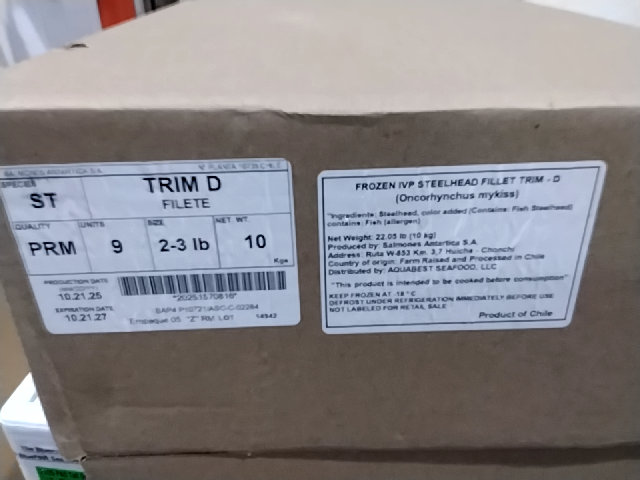 SALMONES ANTARTICA S.A.
SPECIES
ST
TRIM D
FILETE
QUALITY
PRM
UNITS
9
SIZE
2-3 lb
NET. WT.
10
Kgs
PRODUCTION DATE
10.21.25
EXPIRATION DATE
10.21.27
Empaque 05 "Z" RM LOT
14942
FROZEN IVP STEELHEAD FILLET TRIM - D
(Oncorhynchus mykiss)
"Ingredients: Steelhead, color added (Contains: Fish Steelhead)
contains: Fish (allergen)
Net Weight: 22.05 lb (10 kg)
Produced by: Salmones Antartica S.A
Address: Ruta W-853 Km. 3,7 Huicha - Chonchi
Country of origin: Farm Raised and Processed in Chile
Distributed by: AQUABEST SEAFOOD, LLC
"This product is intended to be cooked before consumption"
KEEP FROZEN AT -18 °C
DEFROST UNDER REFRIGERATION IMMEDIATELY BEFORE USE
NOT LABELED FOR RETAIL SALE
Product of Chile